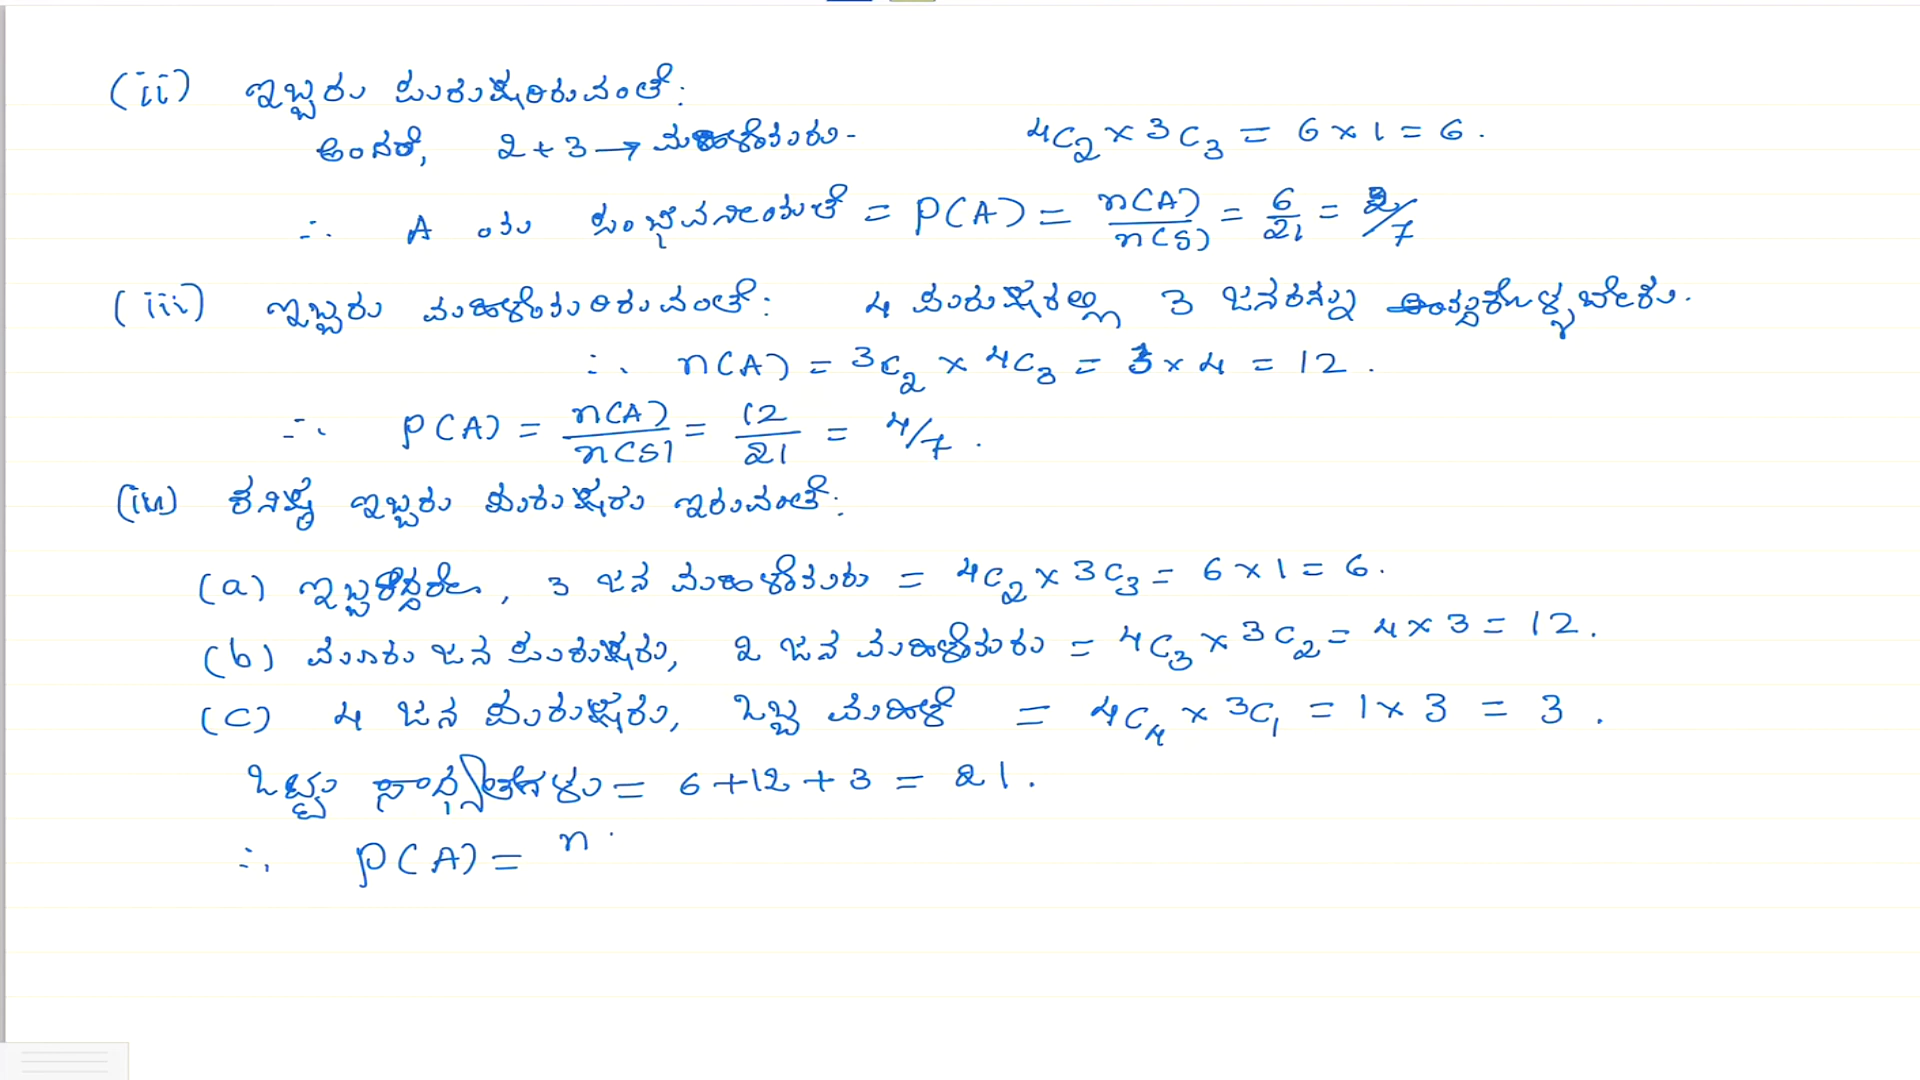 (ii) ಇಬ್ಬರು ಪುರುಷರಿರುವಂತೆ:
ಅಂದರೆ, 2+3 → ಮಹಿಳೆಯರು- 4C₂ × 3C₃ = 6 × 1 = 6.
∴ A ಯ ಸಂಭವನೀಯತೆ = P(A) = n(A)/n(S) = 6/21 = 2/7
(iii) ಇಬ್ಬರು ಮಹಿಳೆಯರಿರುವಂತೆ: 4 ಪುರುಷರಲ್ಲಿ 3 ಜನರನ್ನು
∴ n(A) = 3C₂ × 4C₃ = 3 × 4 = 12.
∴ P(A) = n(A)/n(S) = 12/21 = 4/7.
(iv) ಕನಿಷ್ಠ ಇಬ್ಬರು ಪುರುಷರು ಇರುವಂತೆ:
(a) ಇಬ್ಬರಿದ್ದರೇ, 3 ಜನ ಮಹಿಳೆಯರು = 4C₂ × 3C₃ = 6 × 1 = 6.
(b) ಮೂರು ಜನ ಪುರುಷರು, 2 ಜನ ಮಹಿಳೆಯರು = 4C₃ × 3C₂ = 4 × 3 = 12.
(c) 4 ಜನ ಪುರುಷರು, ಒಬ್ಬ ಮಹಿಳೆ = 4C₄ × 3C₁ = 1 × 3 = 3.
ಒಟ್ಟು ಸಾಧ್ಯತೆಗಳು = 6+12+3 = 21.
∴ P(A) = n